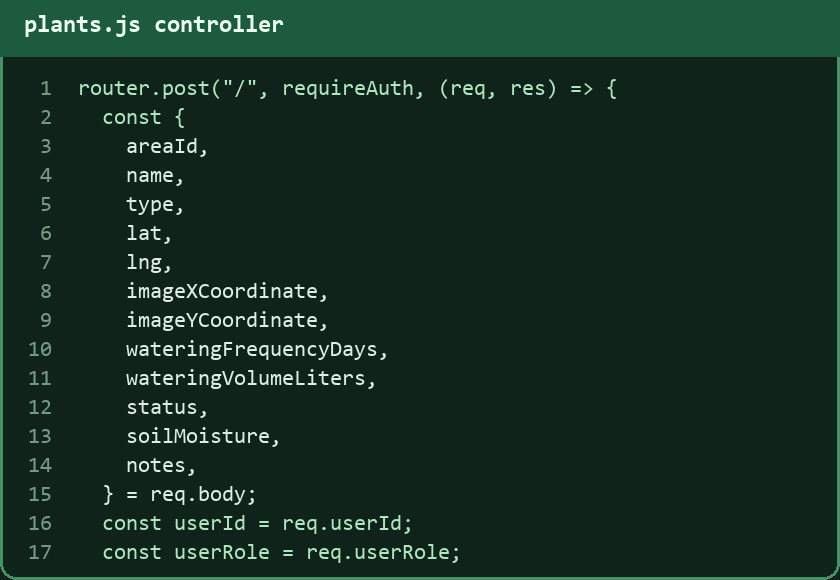 plants.js controller
1 router.post("/", requireAuth, (req, res) => {
2 const {
3 areaId,
4 name,
5 type,
6 lat,
7 lng,
8 imageXCoordinate,
9 imageYCoordinate,
10 wateringFrequencyDays,
11 wateringVolumeLiters,
12 status,
13 soilMoisture,
14 notes,
15 } = req.body;
16 const userId = req.userId;
17 const userRole = req.userRole;